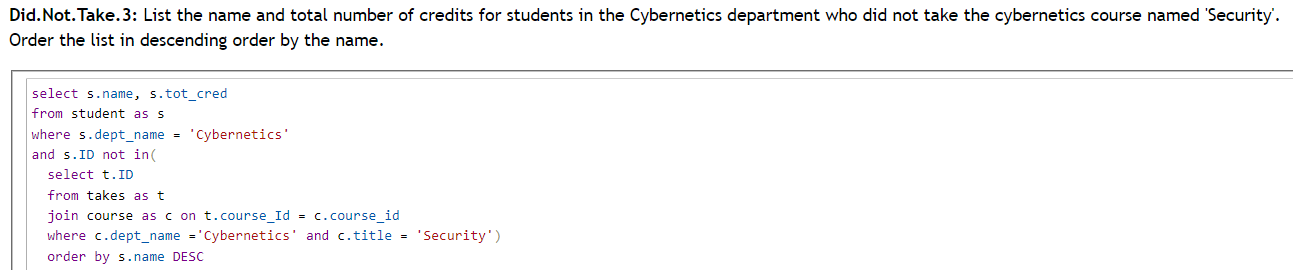 Did.Not.Take.3: List the name and total number of credits for students in the Cybernetics department who did not take the cybernetics course named 'Security'.
Order the list in descending order by the name.
select s.name, s.tot_cred
from student as s
where s.dept_name = 'Cybernetics'
and s.ID not in(
select t.ID
from takes as t
join course as c on t.course_Id = c.course_id
where c.dept_name ='Cybernetics' and c.title = 'Security')
order by s.name DESC